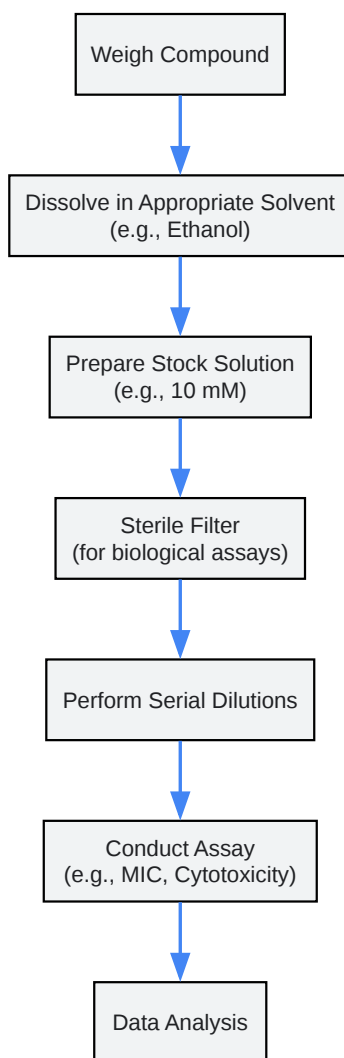 Weigh Compound
Dissolve in Appropriate Solvent
(e.g., Ethanol)
Prepare Stock Solution
(e.g., 10 mM)
Sterile Filter
(for biological assays)
Perform Serial Dilutions
Conduct Assay
(e.g., MIC, Cytotoxicity)
Data Analysis